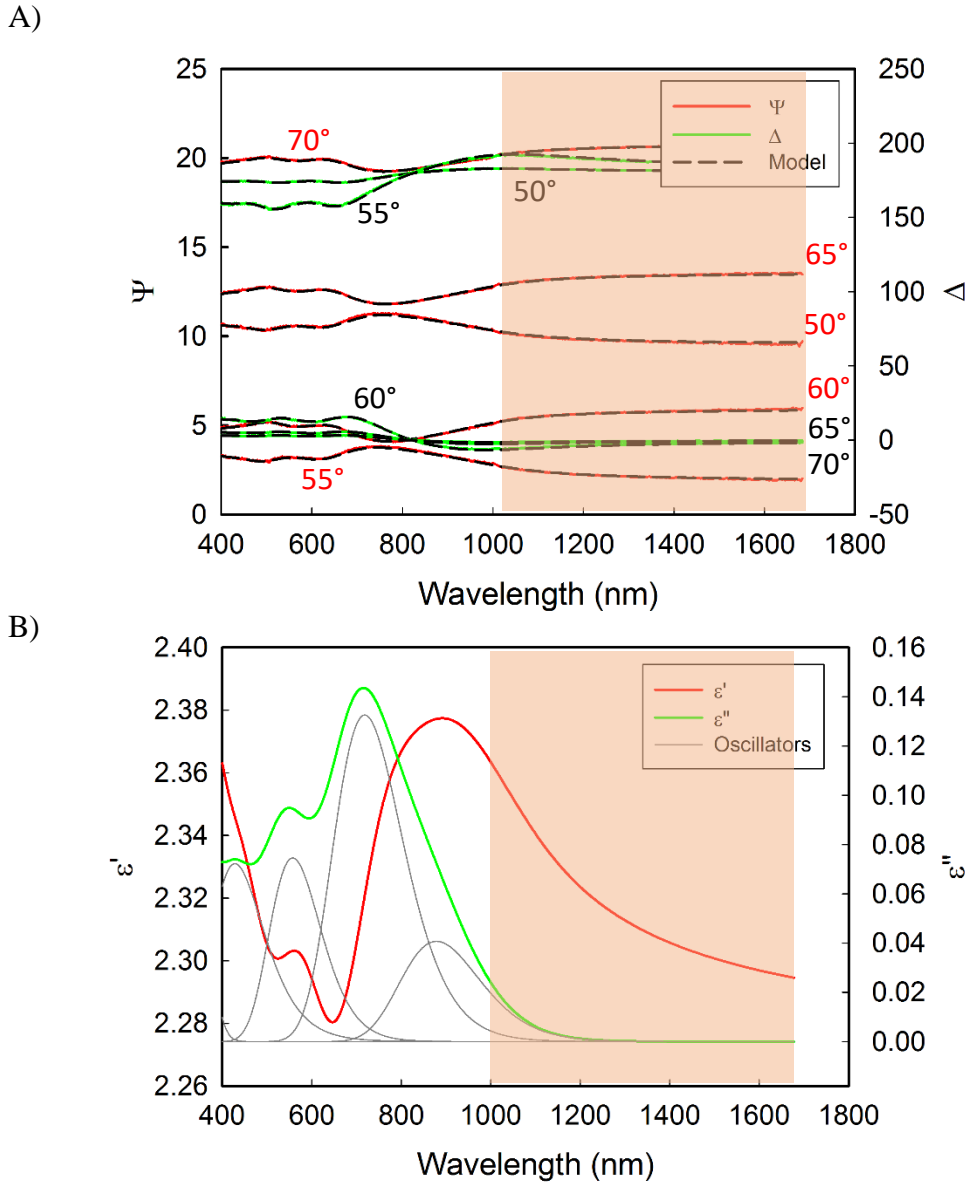 A)
25
250
Ψ
Δ
Model
70°
20
200
50°
55°
15
150
65°
Ψ
10
100
Δ
50°
60°
60°
5
50
65°
0
70°
55°
0
-50
400 600 800 1000 1200 1400 1600 1800
Wavelength (nm)
B)
2.40
0.16
ε'
ε"
Oscillators
2.38
0.14
2.36
0.12
0.10
2.34
0.08
ε'
2.32
ε"
0.06
2.30
0.04
0.02
2.28
0.00
2.26
400 600 800 1000 1200 1400 1600 1800
Wavelength (nm)